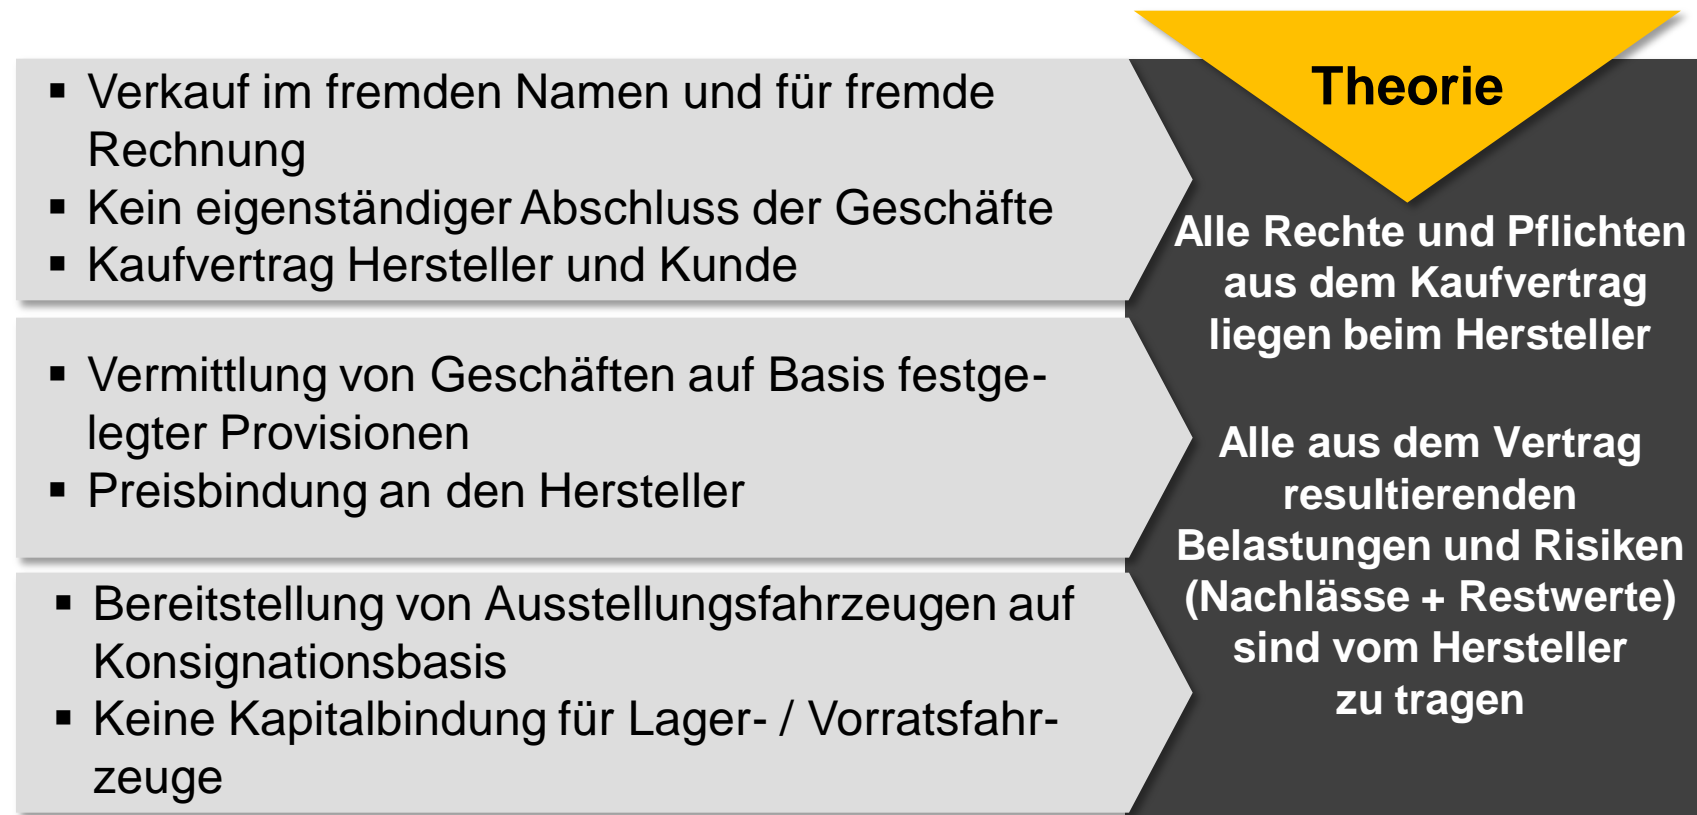 ▪ Verkauf im fremden Namen und für fremde
Rechnung
▪ Kein eigenständiger Abschluss der Geschäfte
▪ Kaufvertrag Hersteller und Kunde
▪ Vermittlung von Geschäften auf Basis festge-
legter Provisionen
▪ Preisbindung an den Hersteller
▪ Bereitstellung von Ausstellungsfahrzeugen auf
Konsignationsbasis
▪ Keine Kapitalbindung für Lager- / Vorratsfahr-
zeuge
Theorie
Alle Rechte und Pflichten
aus dem Kaufvertrag
liegen beim Hersteller
Alle aus dem Vertrag
resultierenden
Belastungen und Risiken
(Nachlässe + Restwerte)
sind vom Hersteller
zu tragen